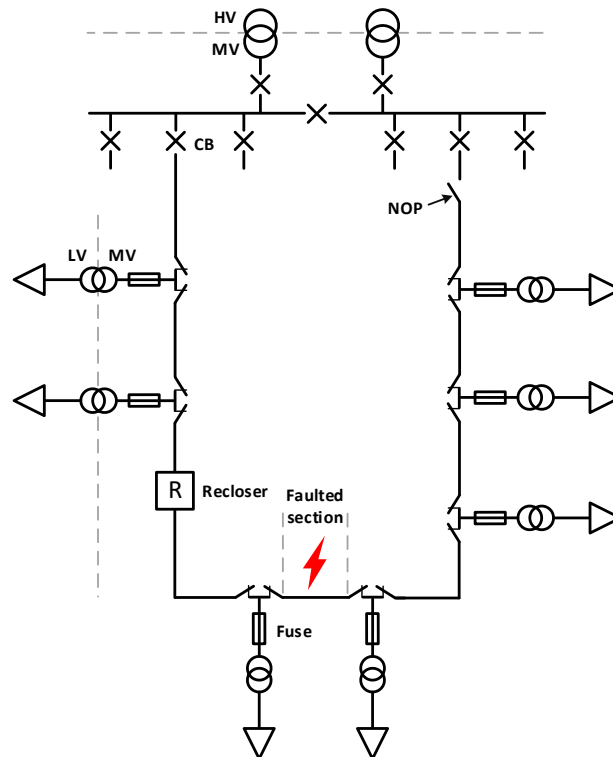 HV
MV
CB
NOP
LV
MV
R
Recloser
Faulted
section
Fuse